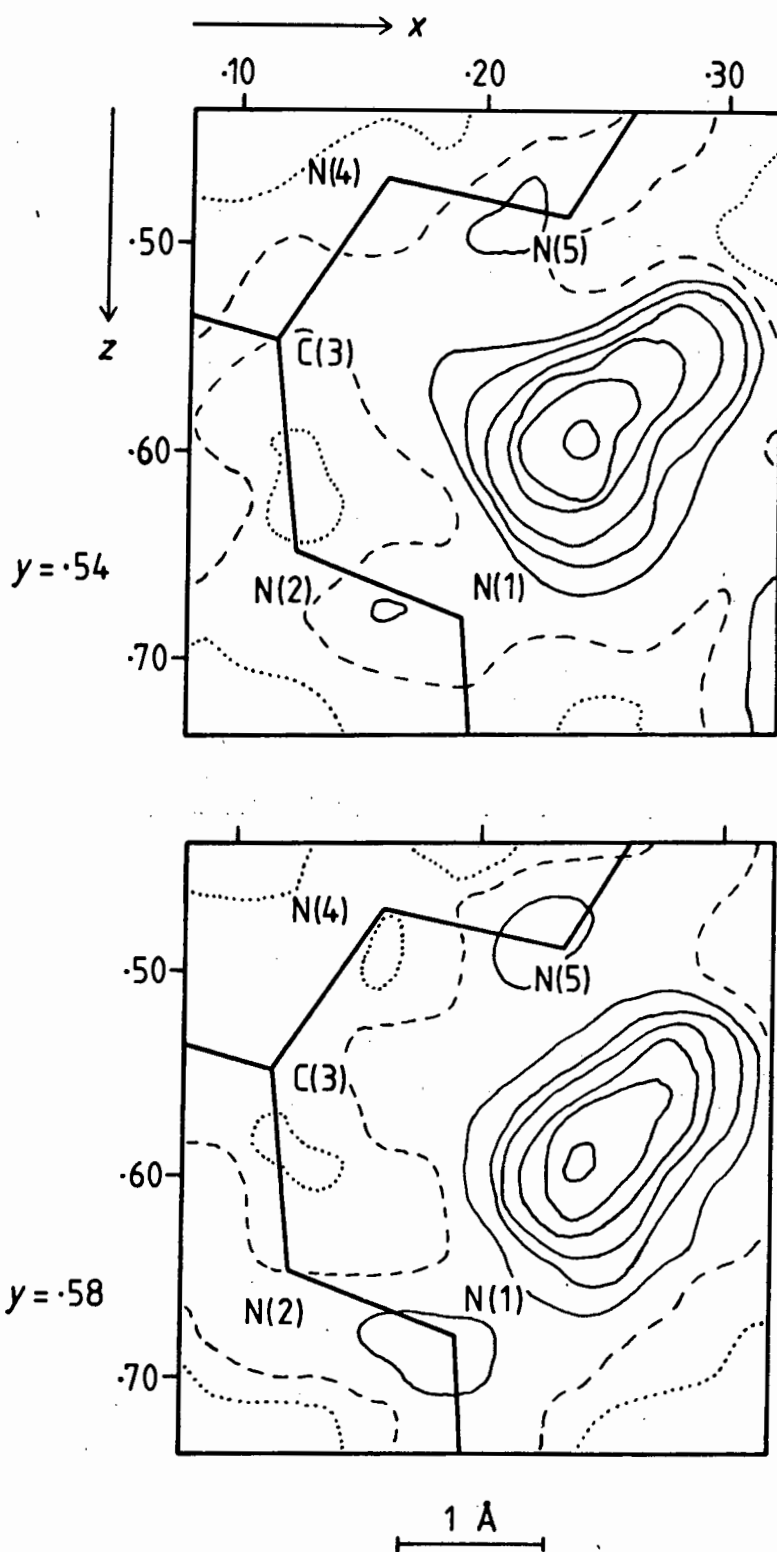 x
·10 ·20 ·30
N(4)
·50
N(5)
z
C(3)
·60
y = ·54
N(2) N(1)
·70
N(4)
·50
N(5)
C(3)
·60
y = ·58
N(2) N(1)
·70
1 Å